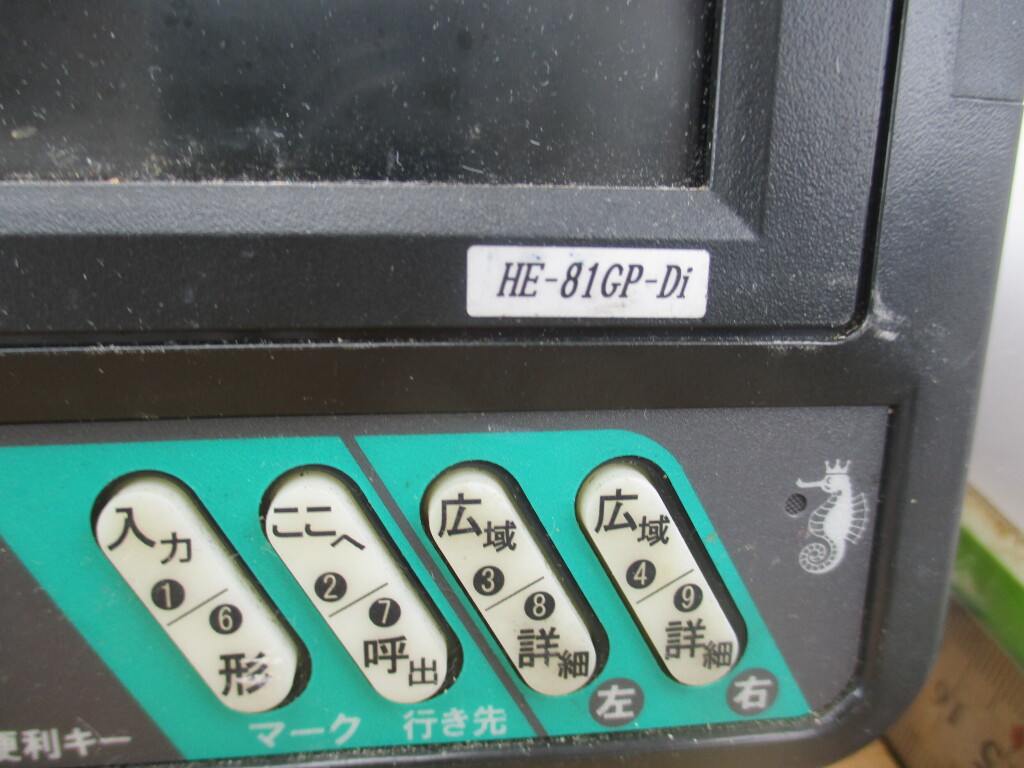 HE-81GP-Di
入力 ここへ 広域 広域
1 2 3 4
6 7 8 9
形 呼出 詳細 詳細
左 右
便利キー マーク 行き先